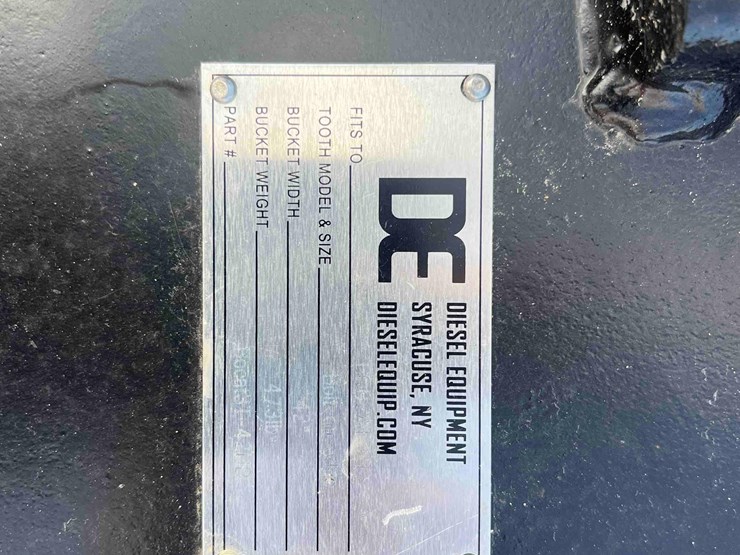 DE
DIESEL EQUIPMENT
SYRACUSE, NY
DIESELEQUIP.COM
FITS TO
TOOTH MODEL & SIZE
BUCKET WIDTH
BUCKET WEIGHT
PART #